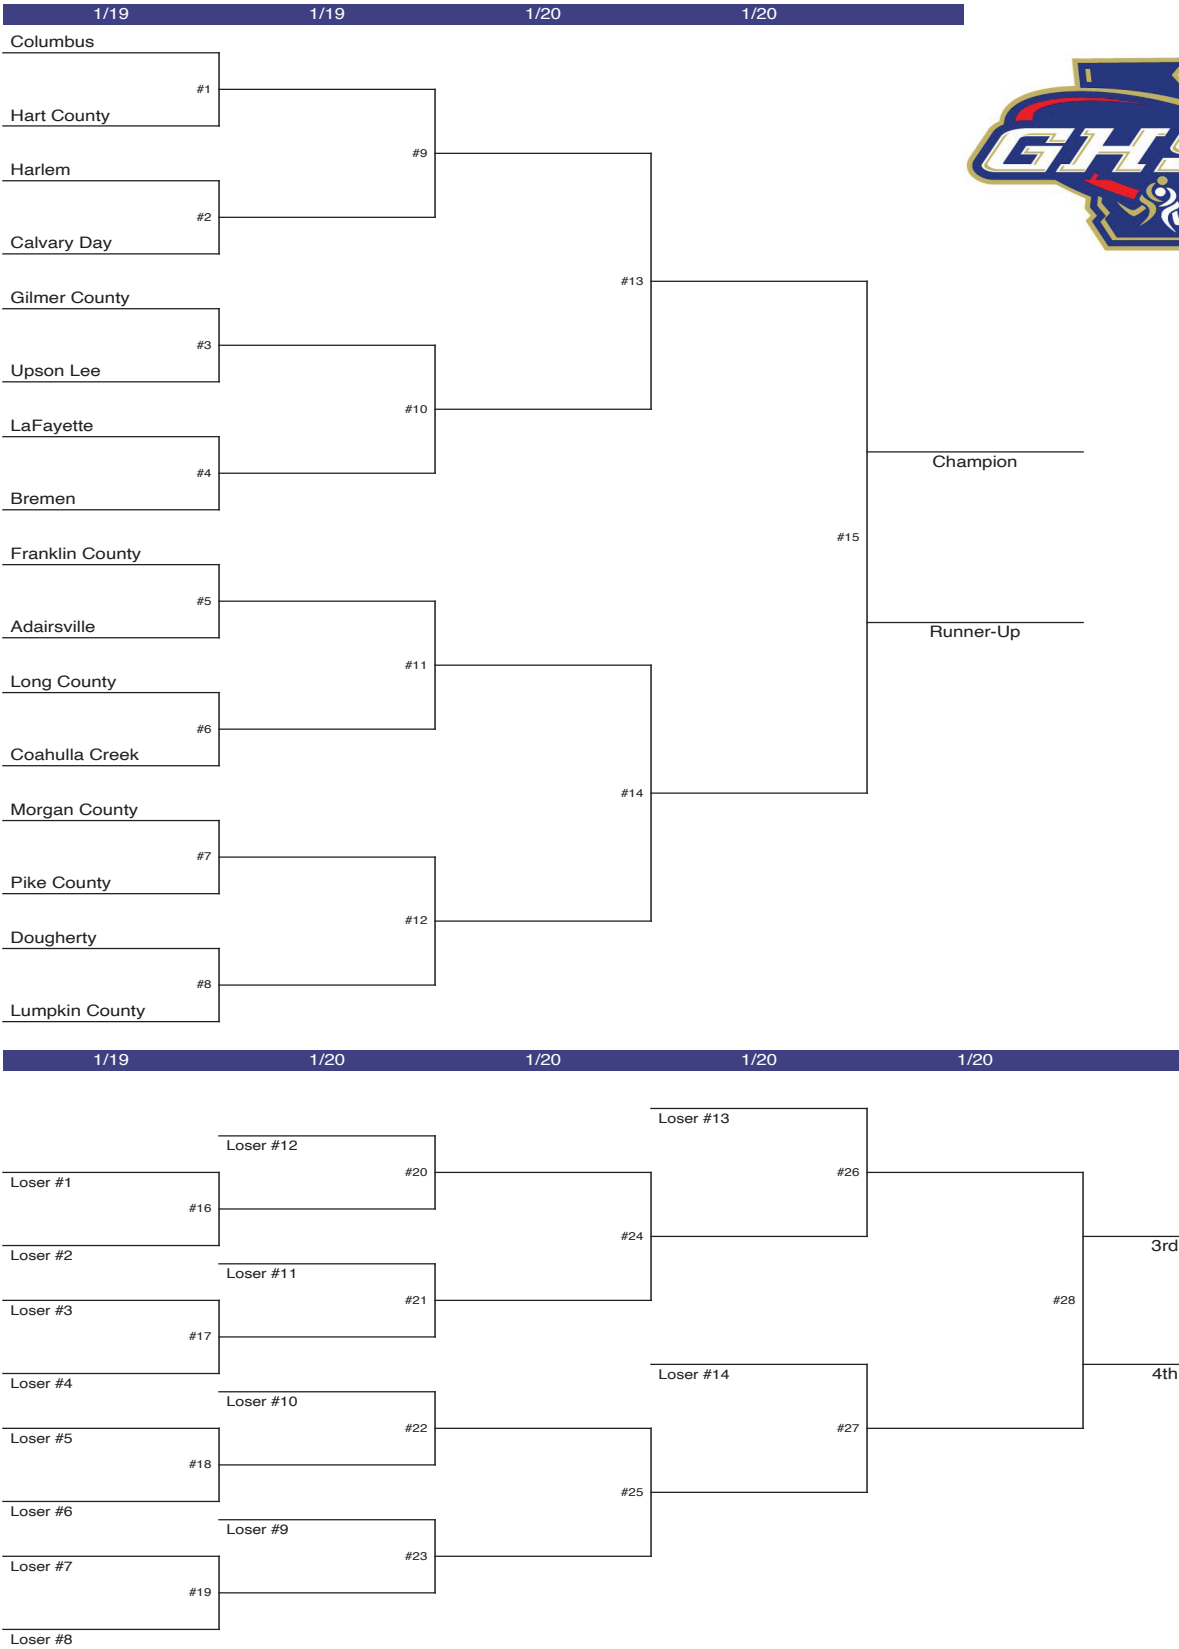 1/19 1/19 1/20 1/20
Columbus
#1
Hart County
#9
Harlem
#2
Calvary Day
#13
Gilmer County
#3
Upson Lee
#10
LaFayette
#4
Bremen
Champion
#15
Runner-Up
Franklin County
#5
Adairsville
#11
Long County
#6
Coahulla Creek
#14
Morgan County
#7
Pike County
#12
Dougherty
#8
Lumpkin County
1/19 1/20 1/20 1/20 1/20
Loser #13
Loser #12
#20
#26
Loser #1
#16
#24
Loser #2
3rd
Loser #11
#21
#28
Loser #3
#17
Loser #4
Loser #14
4th
Loser #10
#22
#27
Loser #5
#18
#25
Loser #6
Loser #9
#23
Loser #7
#19
Loser #8